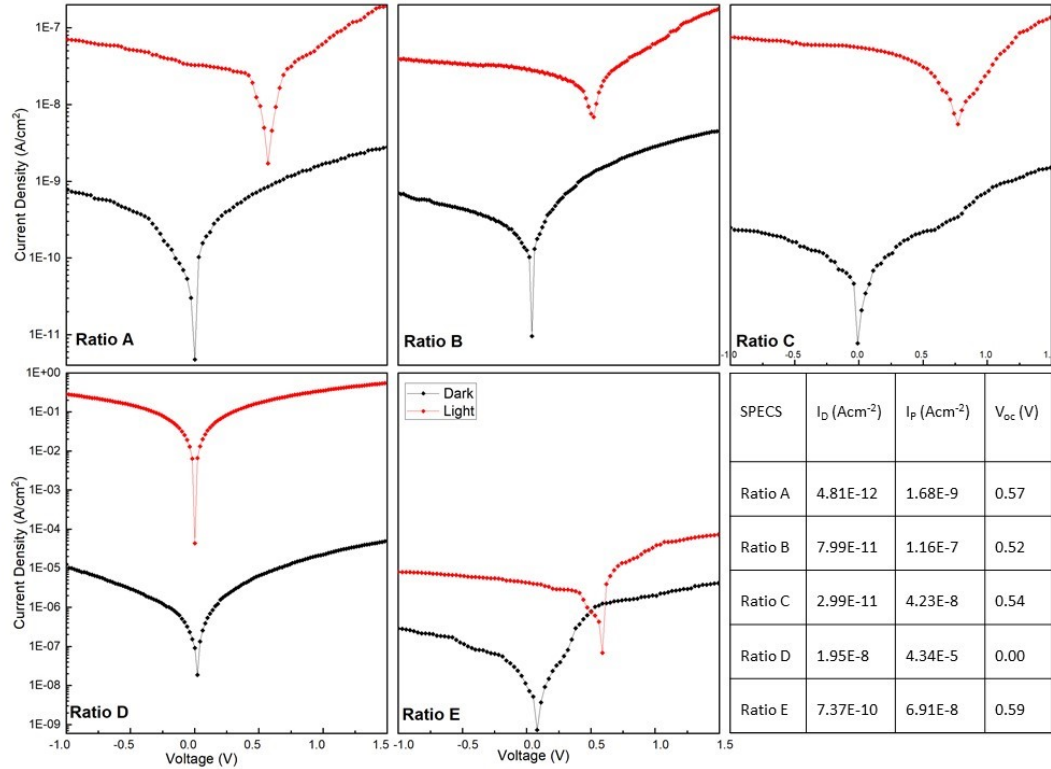 1E-7
1E-8
1E-9
1E-10
1E-11
Current Density (A/cm²)
Ratio A
Ratio B
Ratio C
-1.0 -0.5 0.0 0.5 1.0 1.5
1E+00
1E-01
1E-02
1E-03
1E-04
1E-05
1E-06
1E-07
1E-08
1E-09
Current Density (A/cm²)
Ratio D
-1.0 -0.5 0.0 0.5 1.0 1.5
Voltage (V)
Dark
Light
Ratio E
-1.0 -0.5 0.0 0.5 1.0 1.5
Voltage (V)
SPECS I_D (Acm⁻²) I_P (Acm⁻²) V_oc (V)
Ratio A 4.81E-12 1.68E-9 0.57
Ratio B 7.99E-11 1.16E-7 0.52
Ratio C 2.99E-11 4.23E-8 0.54
Ratio D 1.95E-8 4.34E-5 0.00
Ratio E 7.37E-10 6.91E-8 0.59